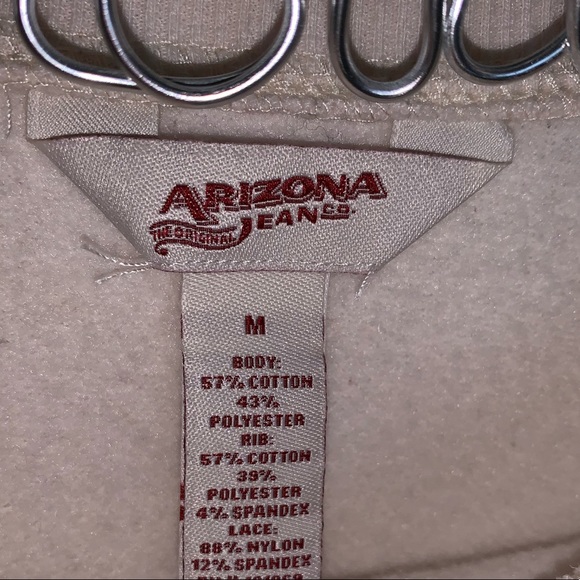 ARIZONA
JEAN CO.
THE ORIGINAL
M
BODY:
57% COTTON
43%
POLYESTER
RIB:
57% COTTON
39%
POLYESTER
4% SPANDEX
LACE:
88% NYLON
12% SPANDEX